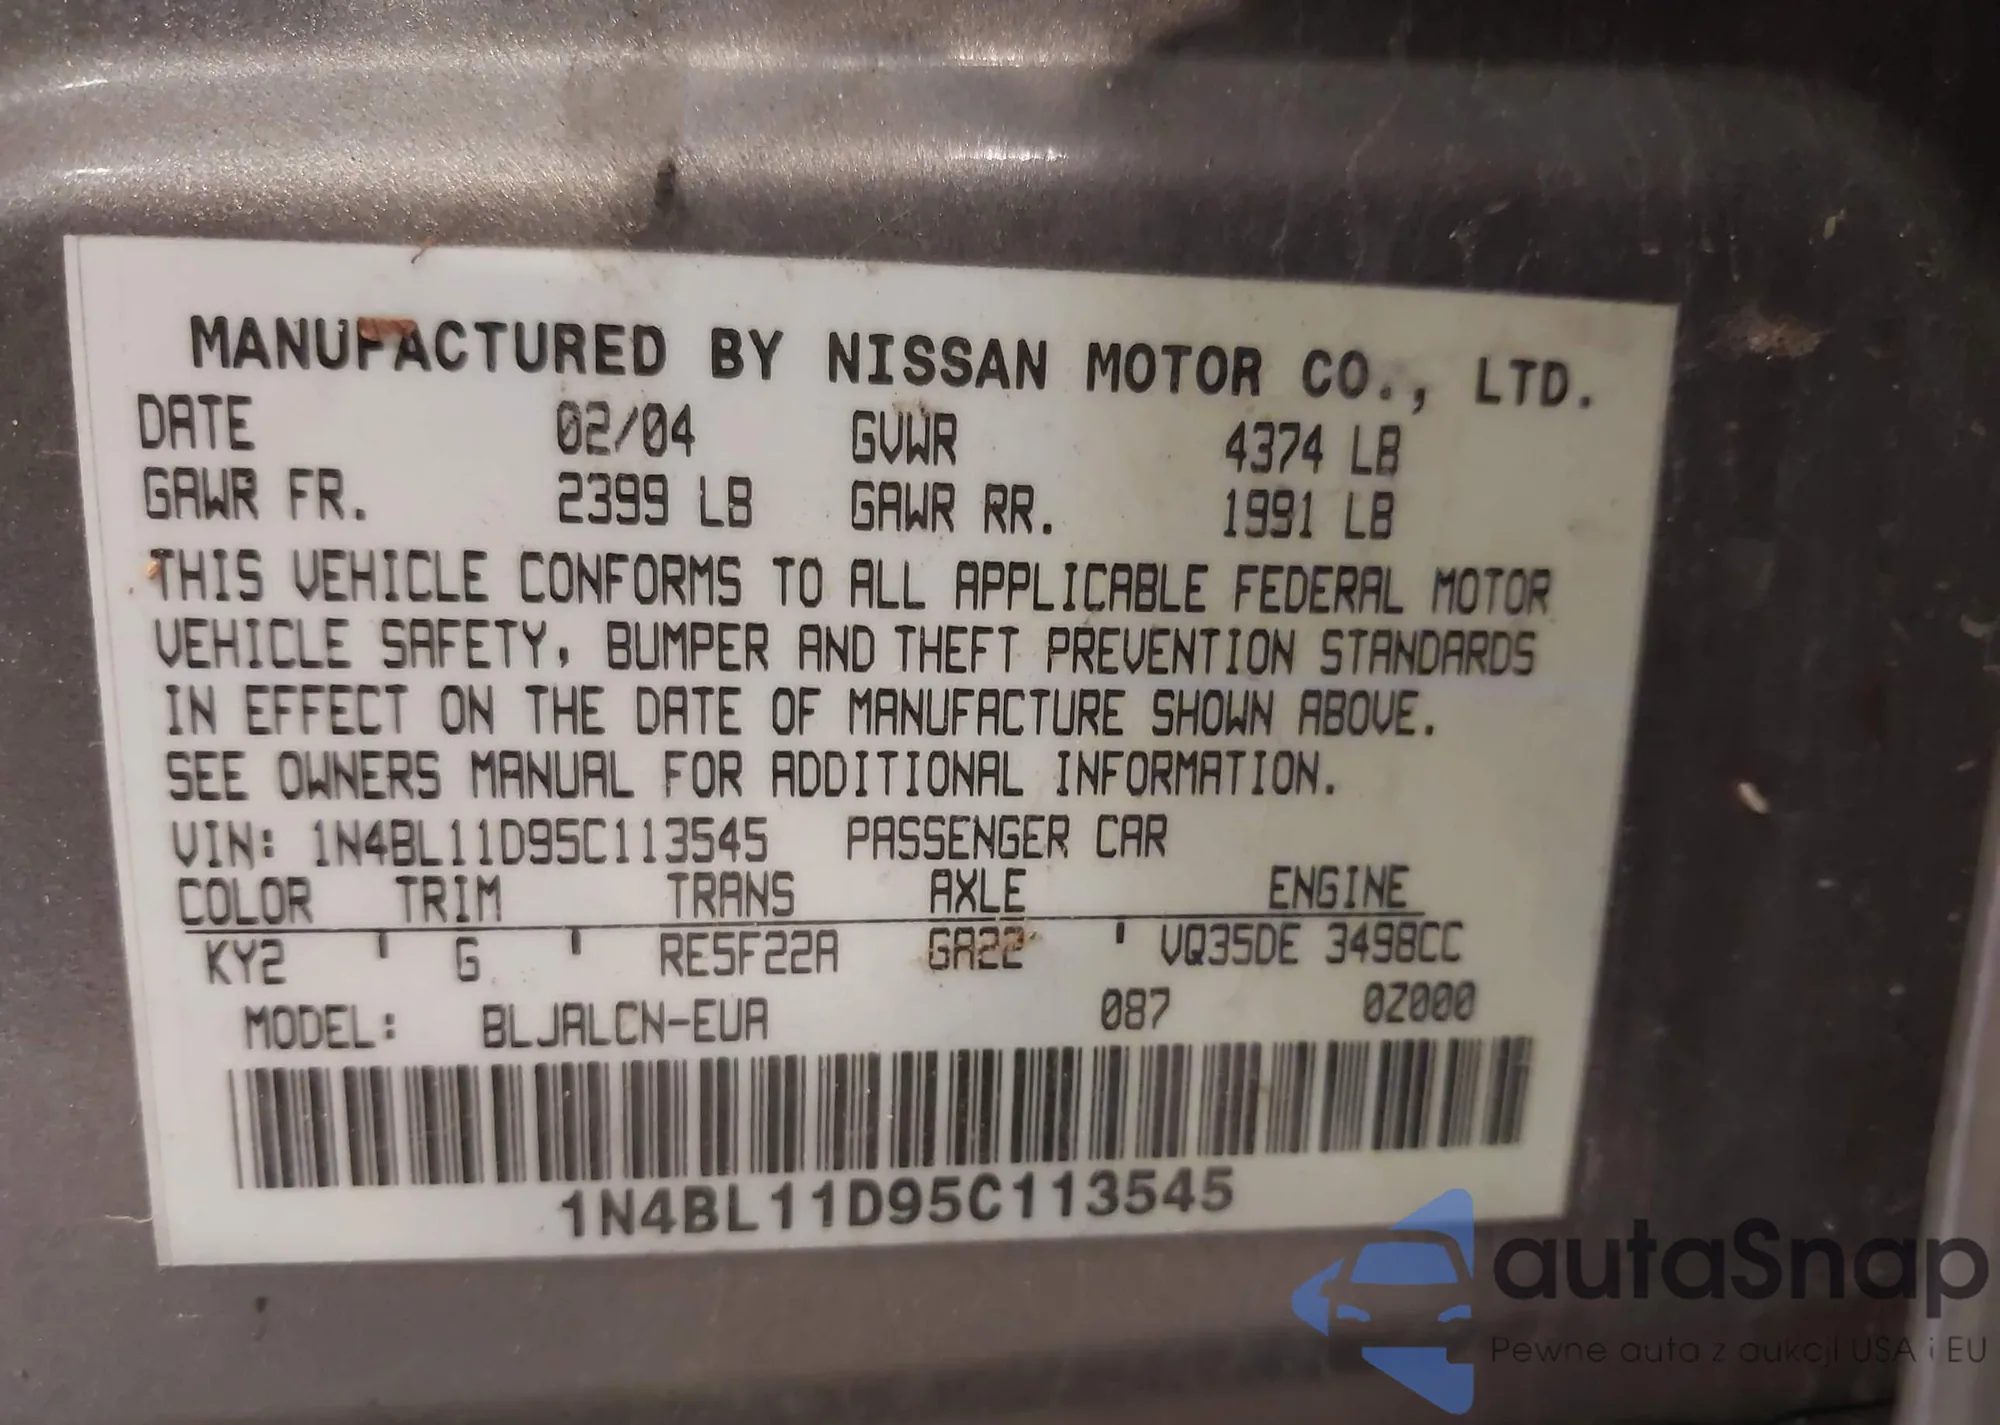 MANUFACTURED BY NISSAN MOTOR CO., LTD.
DATE 02/04 GVWR 4374 LB
GAWR FR. 2399 LB GAWR RR. 1991 LB
THIS VEHICLE CONFORMS TO ALL APPLICABLE FEDERAL MOTOR
VEHICLE SAFETY, BUMPER AND THEFT PREVENTION STANDARDS
IN EFFECT ON THE DATE OF MANUFACTURE SHOWN ABOVE.
SEE OWNERS MANUAL FOR ADDITIONAL INFORMATION.
VIN: 1N4BL11D95C113545 PASSENGER CAR
COLOR TRIM TRANS AXLE ENGINE
KY2 ' G ' RE5F22A GA22 ' VQ35DE 3498CC
MODEL: BLJALCN-EUA 087 0Z000
1N4BL11D95C113545
autaSnap
Pewne auta z aukcji USA i EU